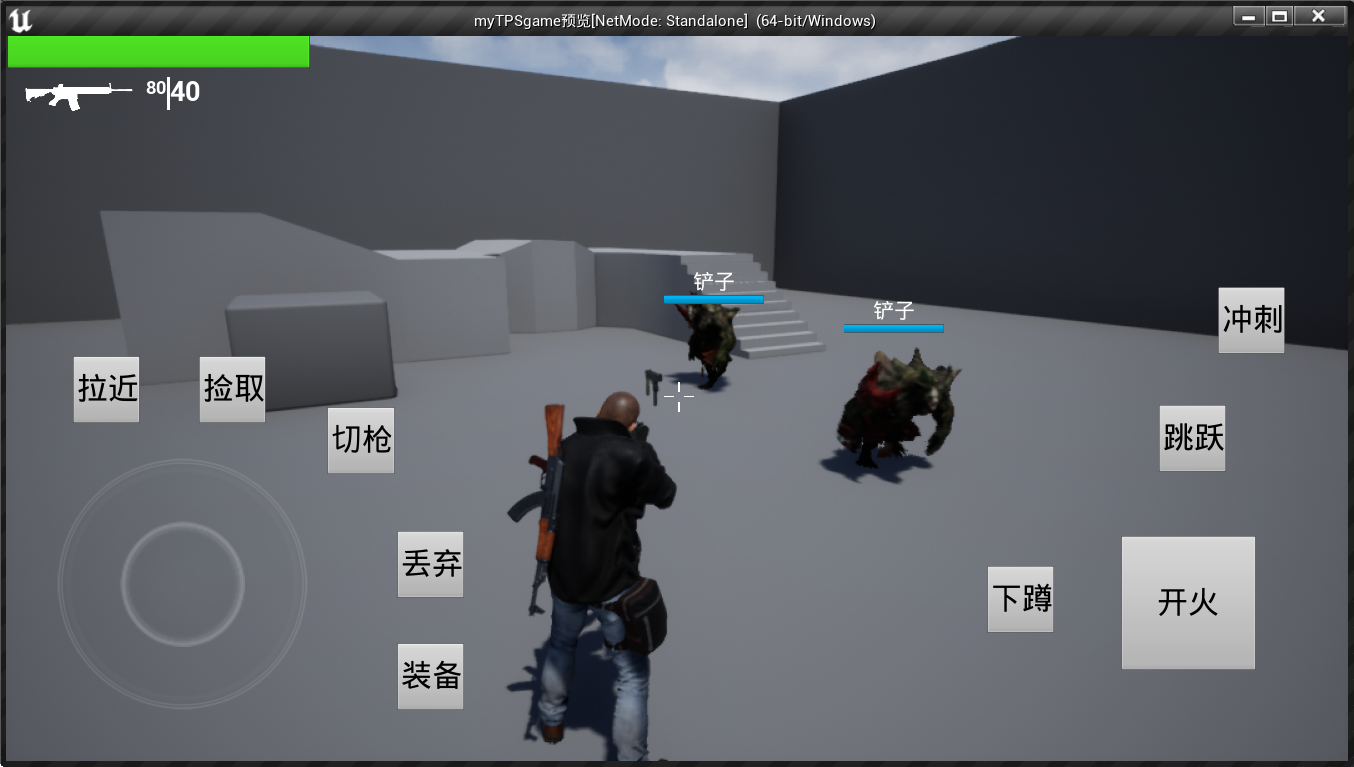 myTPSgame预览[NetMode: Standalone] (64-bit/Windows)
80|40
铲子
铲子
冲刺
拉近
捡取
切枪
跳跃
丢弃
下蹲
开火
装备